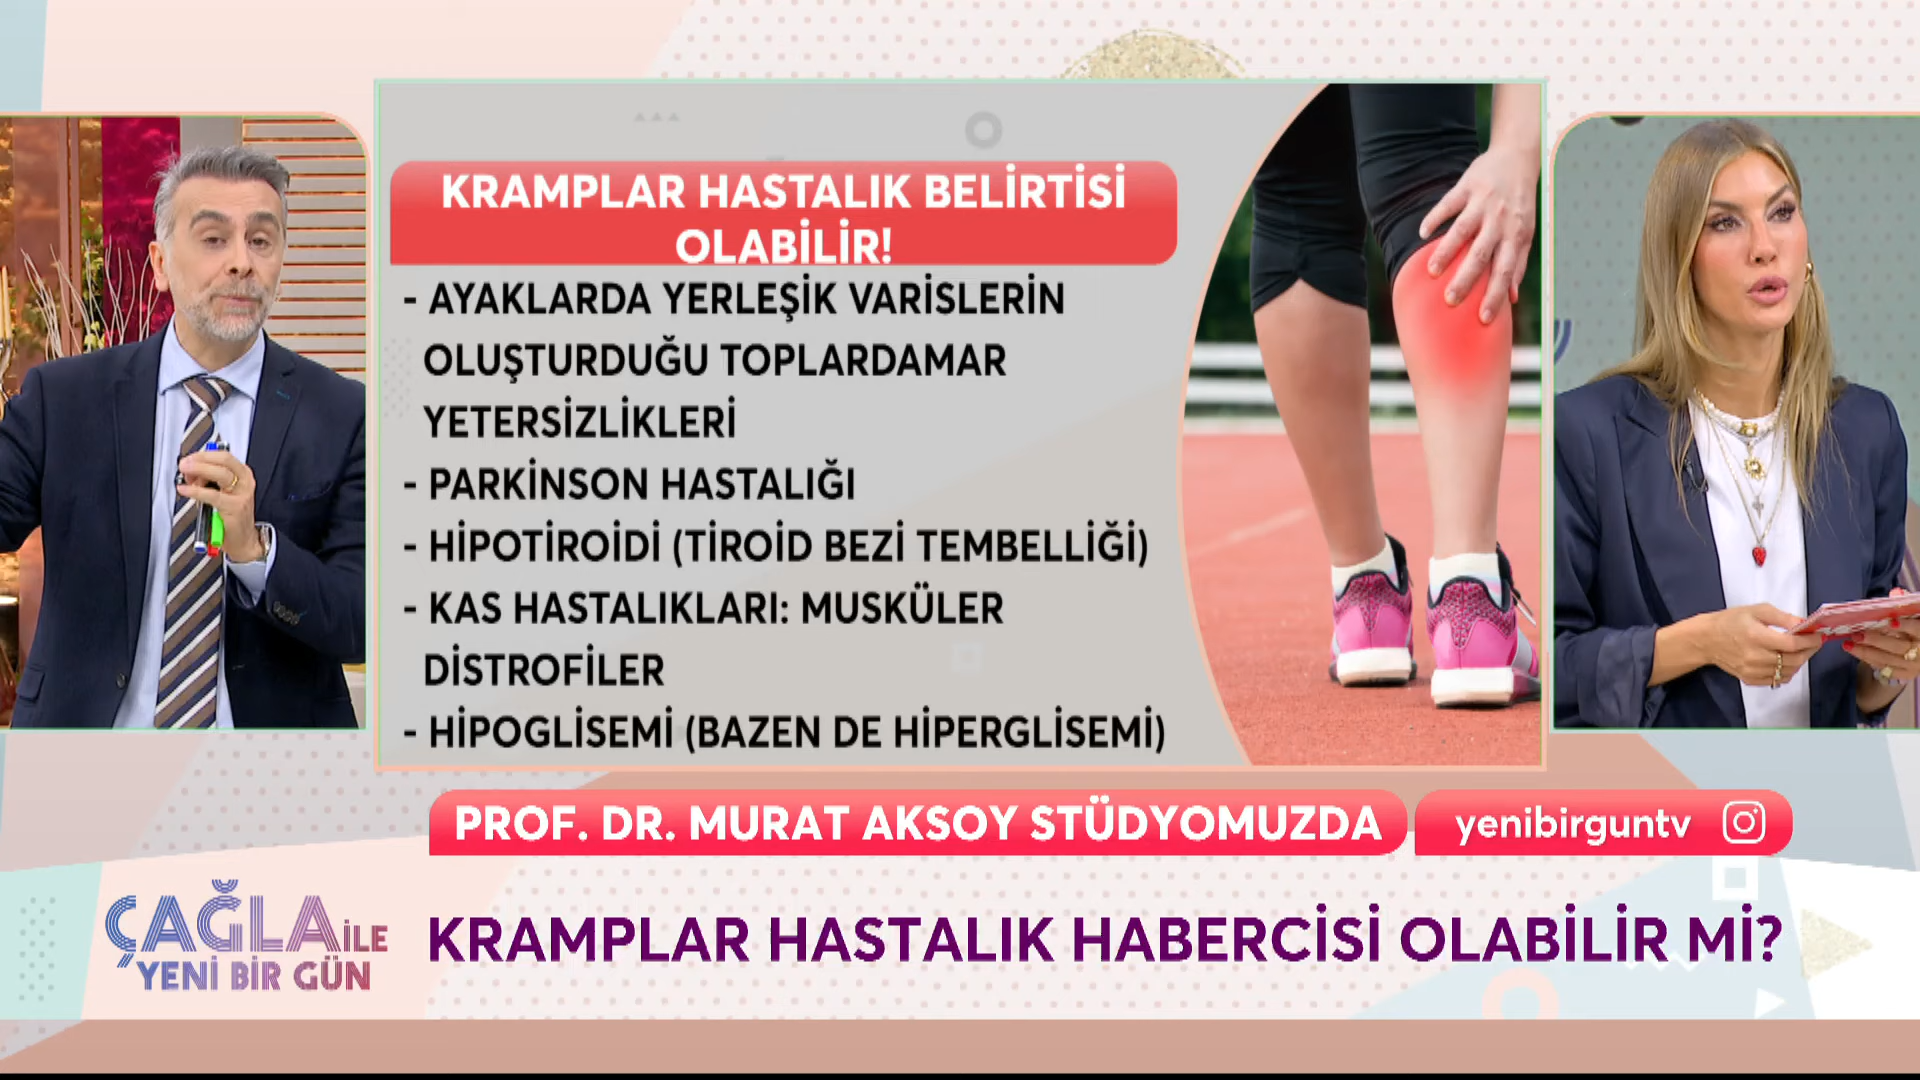 KRAMPLAR HASTALIK BELİRTİSİ
OLABİLİR!
- AYAKLARDA YERLEŞİK VARİSLERİN
OLUŞTURDUĞU TOPLARDAMAR
YETERSİZLİKLERİ
- PARKİNSON HASTALIĞI
- HİPOTİROİDİ (TİROİD BEZİ TEMBELLİĞİ)
- KAS HASTALIKLARI: MUSKÜLER
DİSTROFİLER
- HİPOGLİSEMİ (BAZEN DE HİPERGLİSEMİ)
PROF. DR. MURAT AKSOY STÜDYOMUZDA
yenibirguntv
ÇAĞLA İLE
YENİ BİR GÜN
KRAMPLAR HASTALIK HABERCİSİ OLABİLİR Mİ?